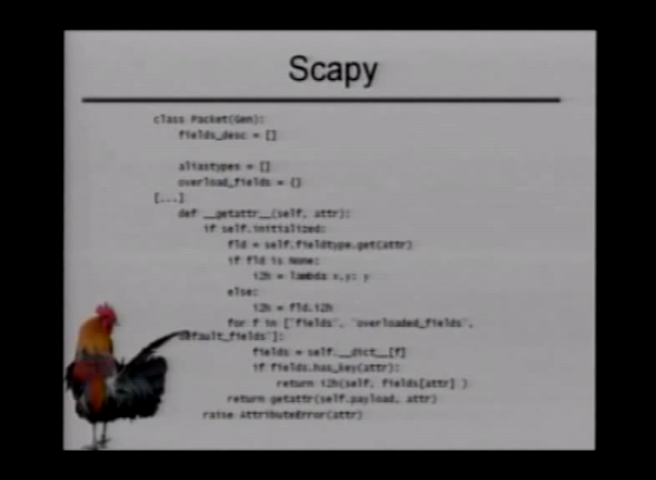 Scapy
class Packet(Gen):
fields_desc = []
aliastypes = []
overload_fields = {}
[...]
def __getattr__(self, attr):
if self.initialized:
fld = self.fieldtype.get(attr)
if fld is None:
i2h = lambda x,y: y
else:
i2h = fld.i2h
for f in ["fields", "overloaded_fields",
"default_fields"]:
fields = self.__dict__[f]
if fields.has_key(attr):
return i2h(self, fields[attr] )
return getattr(self.payload, attr)
raise AttributeError(attr)